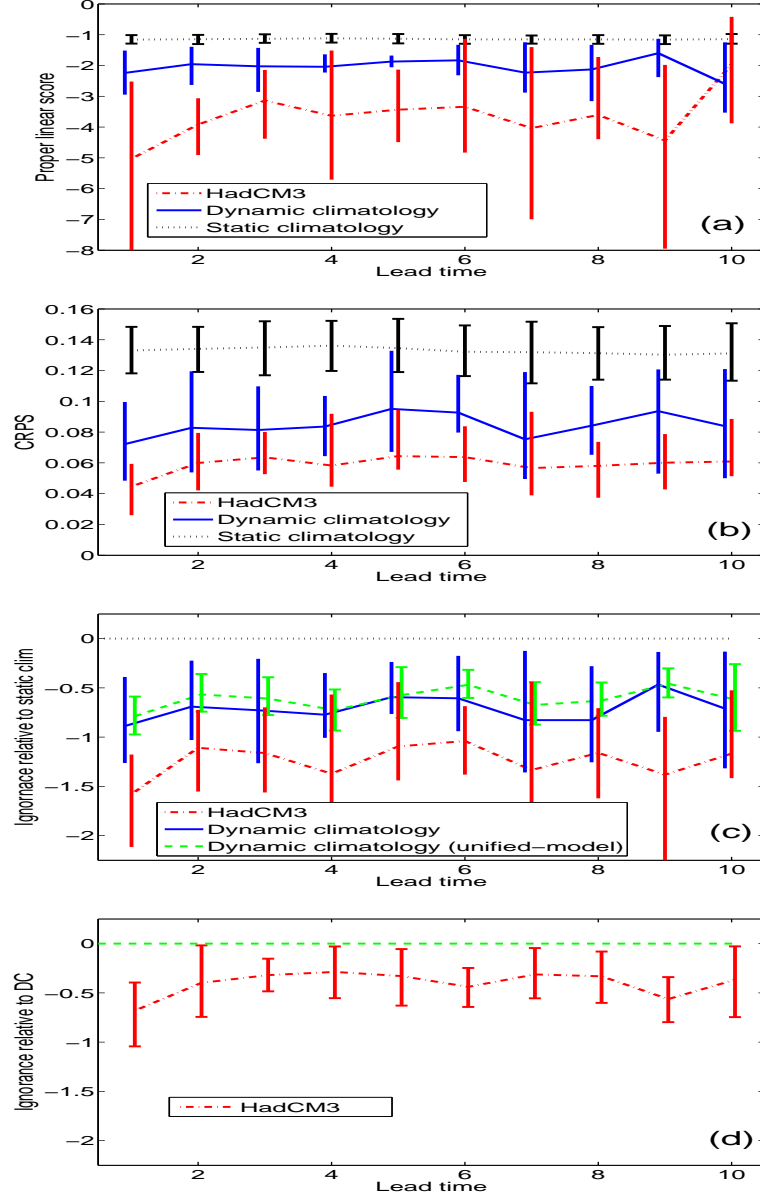 0
−1
−2
−3
−4
−5
−6
−7
−8
Proper linear score
HadCM3
Dynamic climatology
Static climatology
(a)
2 4 6 8 10
Lead time
0.16
0.14
0.12
0.1
0.08
0.06
0.04
0.02
0
CRPS
HadCM3
Dynamic climatology
Static climatology
(b)
2 4 6 8 10
Lead time
0
−0.5
−1
−1.5
−2
Ignornace relative to static clim
HadCM3
Dynamic climatology
Dynamic climatology (unified−model)
(c)
2 4 6 8 10
Lead time
0
−0.5
−1
−1.5
−2
Ignorance relative to DC
HadCM3
(d)
2 4 6 8 10
Lead time